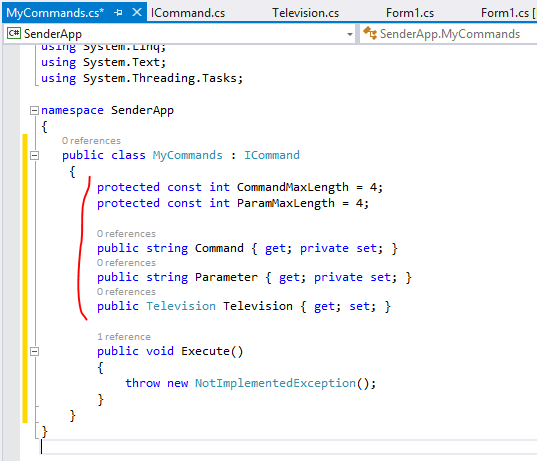 MyCommands.cs* ICommand.cs Television.cs Form1.cs Form1.cs [
C# SenderApp SenderApp.MyCommands
using System.Linq;
using System.Text;
using System.Threading.Tasks;
namespace SenderApp
{
0 references
public class MyCommands : ICommand
{
protected const int CommandMaxLength = 4;
protected const int ParamMaxLength = 4;
0 references
public string Command { get; private set; }
0 references
public string Parameter { get; private set; }
0 references
public Television Television { get; set; }
1 reference
public void Execute()
{
throw new NotImplementedException();
}
}
}